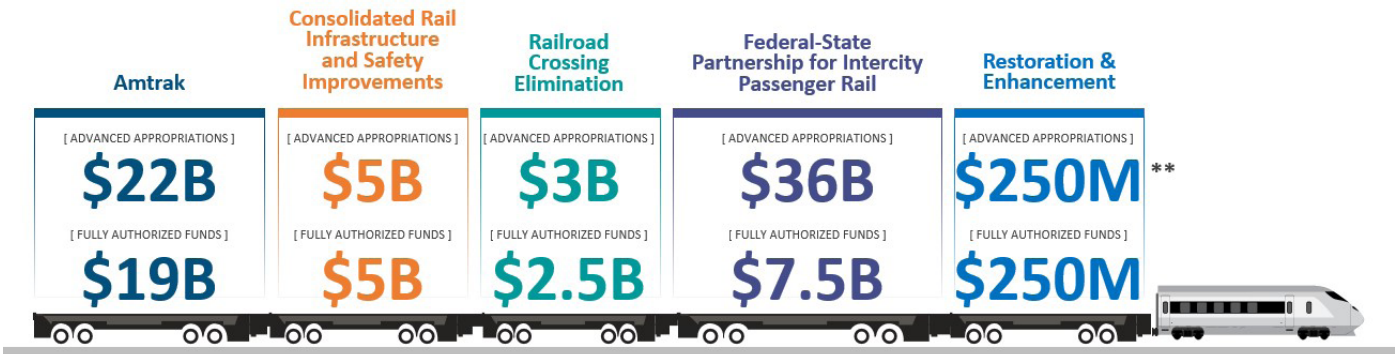 Amtrak
[ ADVANCED APPROPRIATIONS ]
$22B
[ FULLY AUTHORIZED FUNDS ]
$19B
Consolidated Rail
Infrastructure
and Safety
Improvements
[ ADVANCED APPROPRIATIONS ]
$5B
[ FULLY AUTHORIZED FUNDS ]
$5B
Railroad
Crossing
Elimination
[ ADVANCED APPROPRIATIONS ]
$3B
[ FULLY AUTHORIZED FUNDS ]
$2.5B
Federal-State
Partnership for Intercity
Passenger Rail
[ ADVANCED APPROPRIATIONS ]
$36B
[ FULLY AUTHORIZED FUNDS ]
$7.5B
Restoration &
Enhancement
[ ADVANCED APPROPRIATIONS ]
$250M **
[ FULLY AUTHORIZED FUNDS ]
$250M